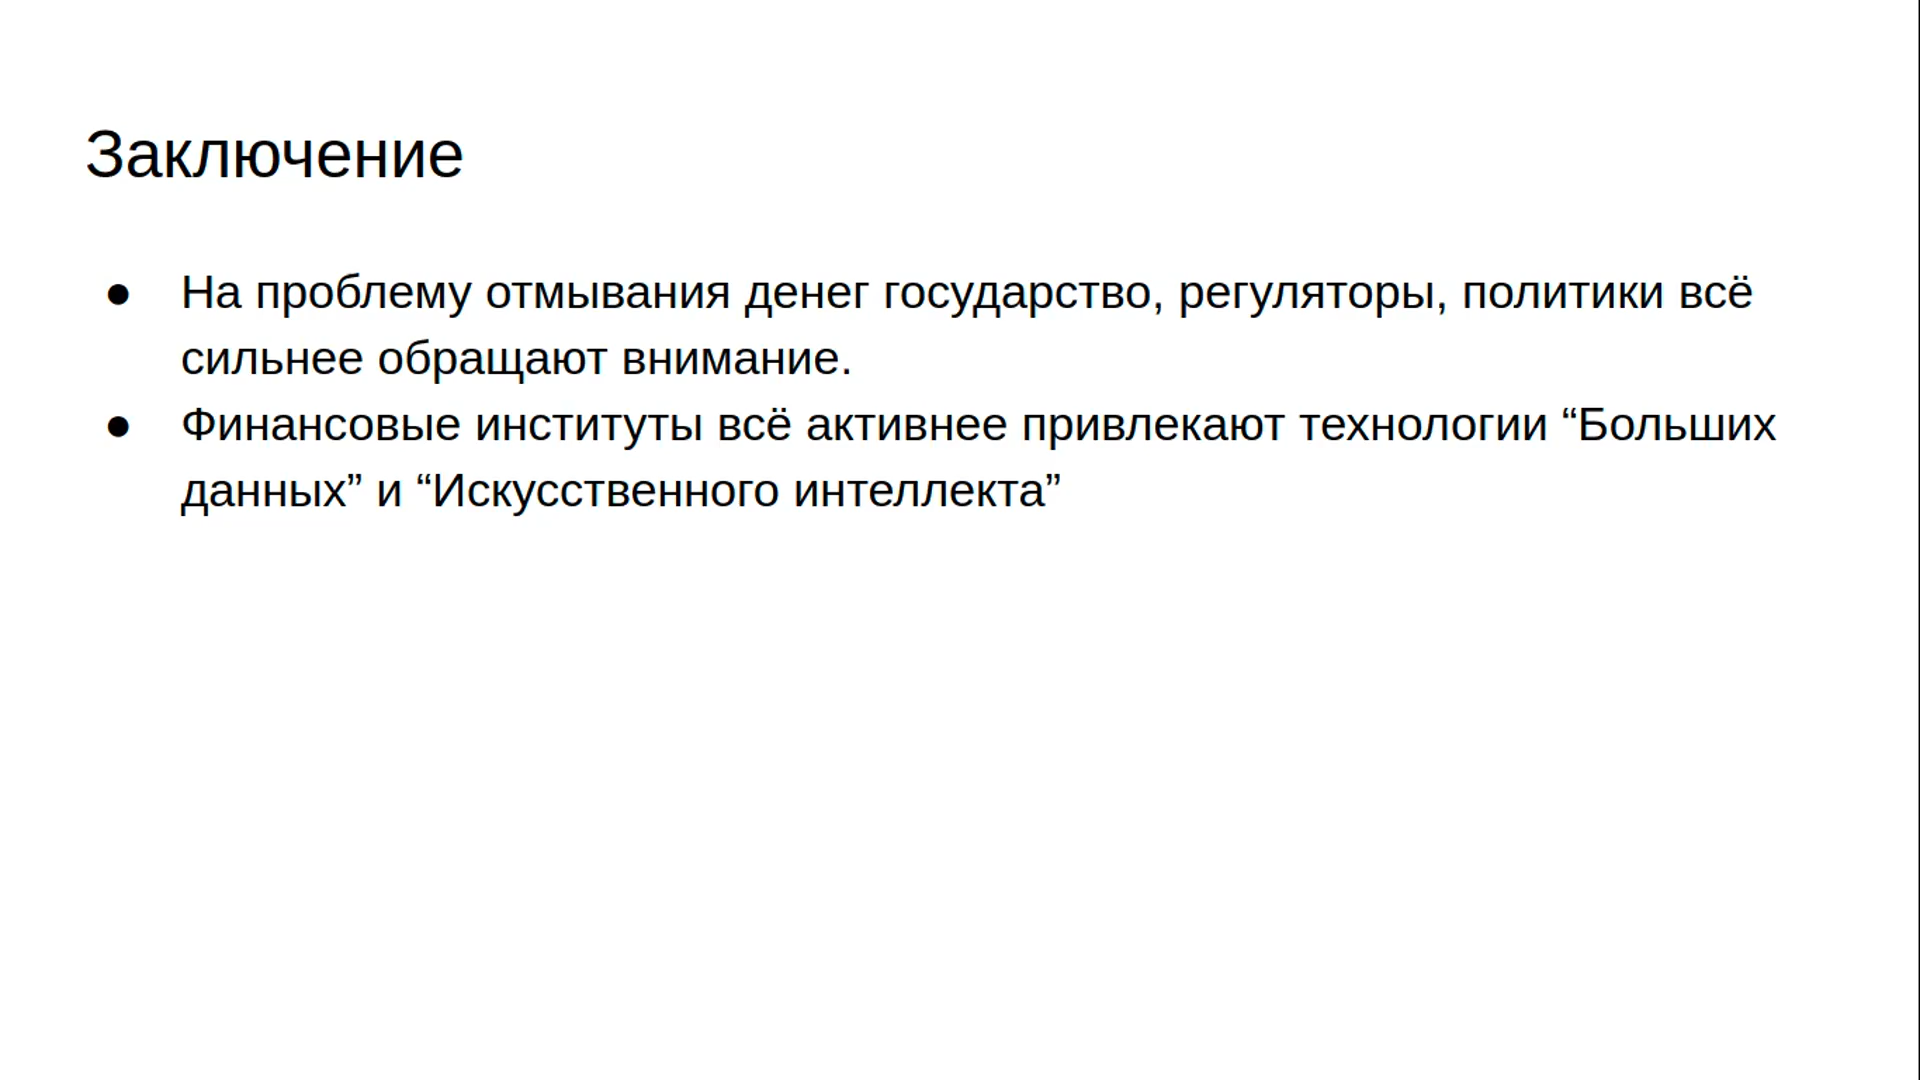 Заключение
● На проблему отмывания денег государство, регуляторы, политики всё
сильнее обращают внимание.
● Финансовые институты всё активнее привлекают технологии “Больших
данных” и “Искусственного интеллекта”